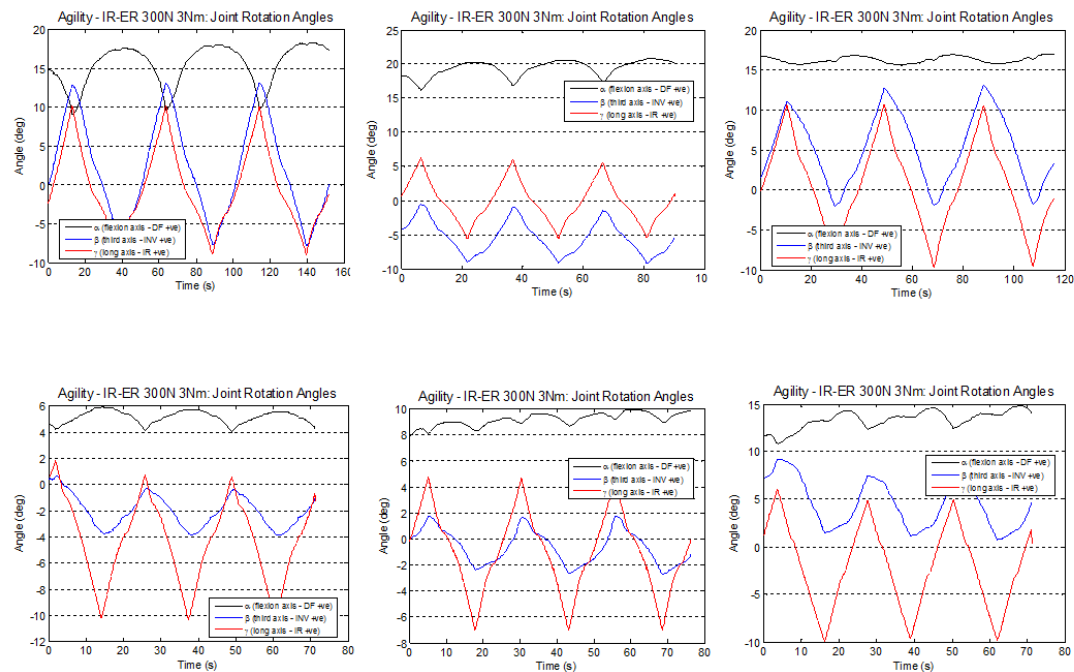 Agility - IR-ER 300N 3Nm: Joint Rotation Angles
20
15
10
5
0
-5
-10
Angle (deg)
α (flexion axis - DF +ve)
β (third axis - INV +ve)
γ (long axis - IR +ve)
0 20 40 60 80 100 120 140 160
Time (s)
Agility - IR-ER 300N 3Nm: Joint Rotation Angles
25
20
15
10
5
0
-5
-10
Angle (deg)
α (flexion axis - DF +ve)
β (third axis - INV +ve)
γ (long axis - IR +ve)
0 20 40 60 80 10
Time (s)
Agility - IR-ER 300N 3Nm: Joint Rotation Angles
20
15
10
5
0
-5
-10
Angle (deg)
α (flexion axis - DF +ve)
β (third axis - INV +ve)
γ (long axis - IR +ve)
0 20 40 60 80 100 120
Time (s)
Agility - IR-ER 300N 3Nm: Joint Rotation Angles
6
4
2
0
-2
-4
-6
-8
-10
-12
Angle (deg)
α (flexion axis - DF +ve)
β (third axis - INV +ve)
γ (long axis - IR +ve)
0 10 20 30 40 50 60 70 80
Time (s)
Agility - IR-ER 300N 3Nm: Joint Rotation Angles
10
8
6
4
2
0
-2
-4
-6
-8
Angle (deg)
α (flexion axis - DF +ve)
β (third axis - INV +ve)
γ (long axis - IR +ve)
0 10 20 30 40 50 60 70 80
Time (s)
Agility - IR-ER 300N 3Nm: Joint Rotation Angles
15
10
5
0
-5
-10
Angle (deg)
α (flexion axis - DF +ve)
β (third axis - INV +ve)
γ (long axis - IR +ve)
0 10 20 30 40 50 60 70 80
Time (s)